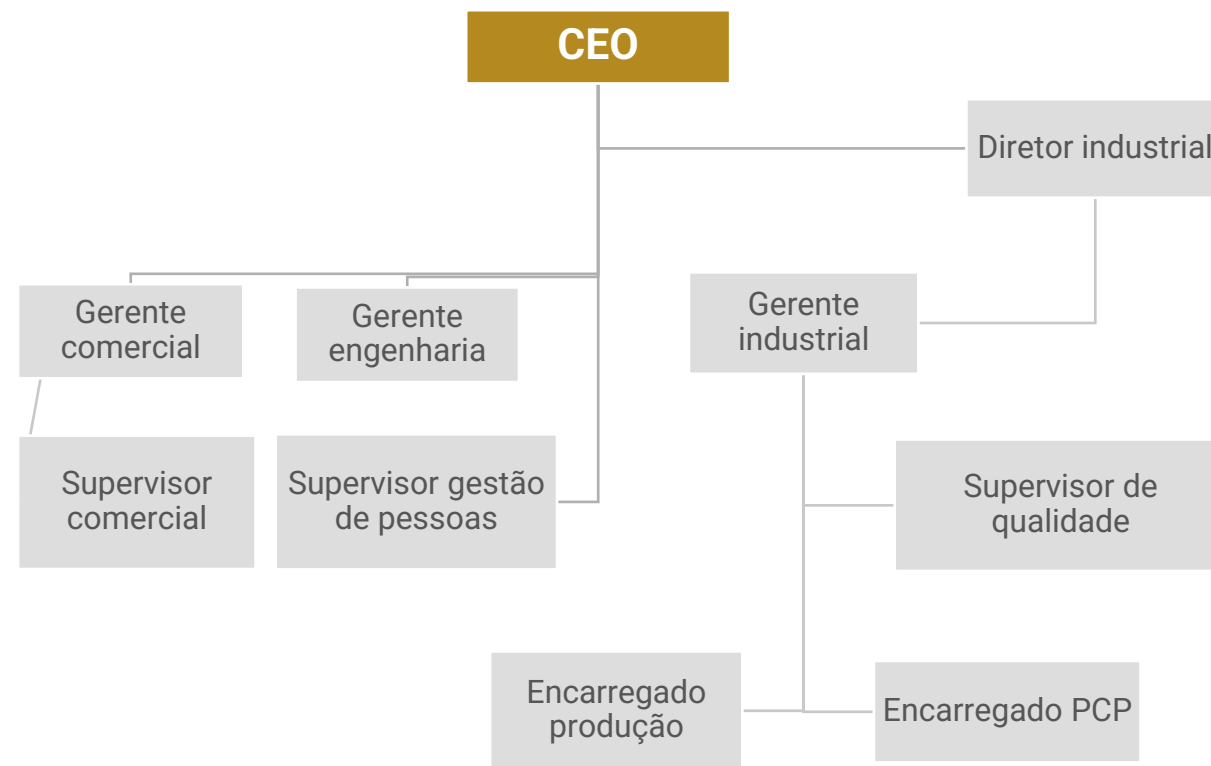 CEO
Diretor industrial
Gerente
comercial
Gerente
engenharia
Gerente
industrial
Supervisor
comercial
Supervisor gestão
de pessoas
Supervisor de
qualidade
Encarregado
produção
Encarregado PCP